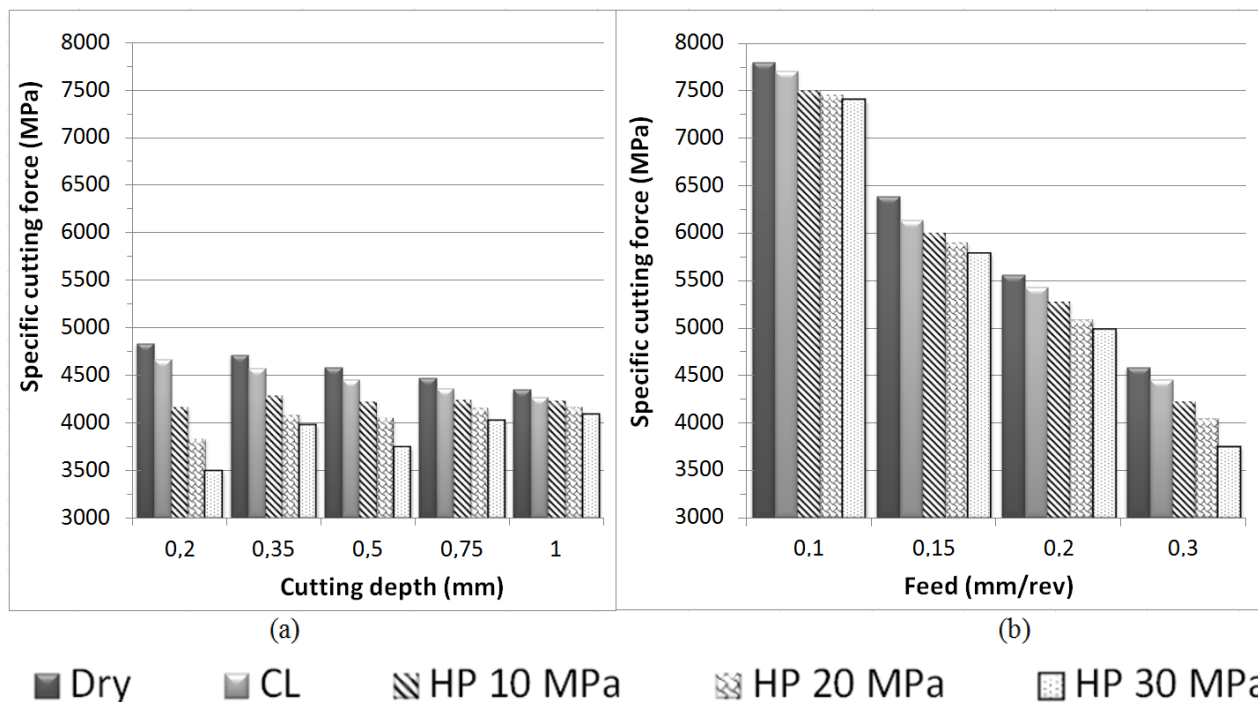 Specific cutting force (MPa)
8000
7500
7000
6500
6000
5500
5000
4500
4000
3500
3000
0,2 0,35 0,5 0,75 1
Cutting depth (mm)
(a)
Specific cutting force (MPa)
8000
7500
7000
6500
6000
5500
5000
4500
4000
3500
3000
0,1 0,15 0,2 0,3
Feed (mm/rev)
(b)
Dry CL HP 10 MPa HP 20 MPa HP 30 MPa